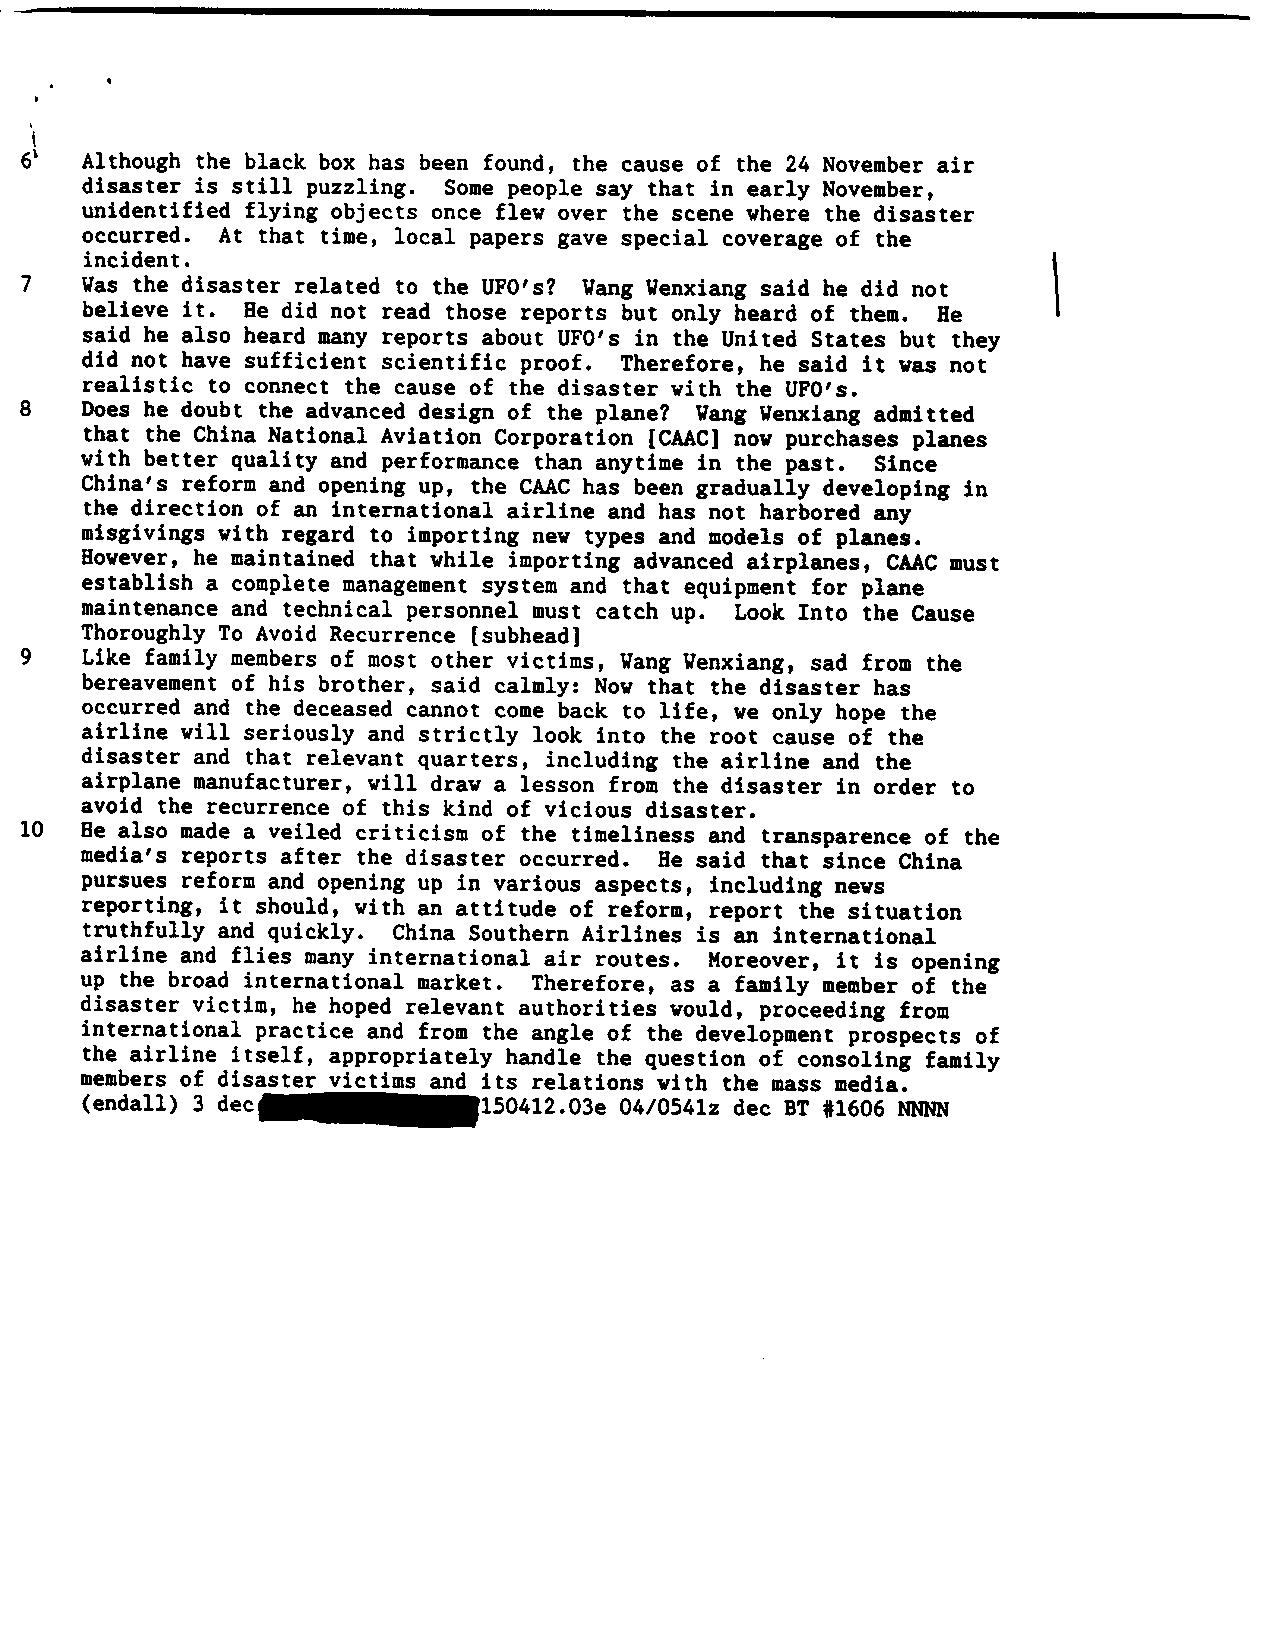 6 Although the black box has been found, the cause of the 24 November air
disaster is still puzzling. Some people say that in early November,
unidentified flying objects once flew over the scene where the disaster
occurred. At that time, local papers gave special coverage of the
incident.
7 Was the disaster related to the UFO's? Wang Wenxiang said he did not
believe it. He did not read those reports but only heard of them. He
said he also heard many reports about UFO's in the United States but they
did not have sufficient scientific proof. Therefore, he said it was not
realistic to connect the cause of the disaster with the UFO's.
8 Does he doubt the advanced design of the plane? Wang Wenxiang admitted
that the China National Aviation Corporation [CAAC] now purchases planes
with better quality and performance than anytime in the past. Since
China's reform and opening up, the CAAC has been gradually developing in
the direction of an international airline and has not harbored any
misgivings with regard to importing new types and models of planes.
However, he maintained that while importing advanced airplanes, CAAC must
establish a complete management system and that equipment for plane
maintenance and technical personnel must catch up. Look Into the Cause
Thoroughly To Avoid Recurrence [subhead]
9 Like family members of most other victims, Wang Wenxiang, sad from the
bereavement of his brother, said calmly: Now that the disaster has
occurred and the deceased cannot come back to life, we only hope the
airline will seriously and strictly look into the root cause of the
disaster and that relevant quarters, including the airline and the
airplane manufacturer, will draw a lesson from the disaster in order to
avoid the recurrence of this kind of vicious disaster.
10 He also made a veiled criticism of the timeliness and transparence of the
media's reports after the disaster occurred. He said that since China
pursues reform and opening up in various aspects, including news
reporting, it should, with an attitude of reform, report the situation
truthfully and quickly. China Southern Airlines is an international
airline and flies many international air routes. Moreover, it is opening
up the broad international market. Therefore, as a family member of the
disaster victim, he hoped relevant authorities would, proceeding from
international practice and from the angle of the development prospects of
the airline itself, appropriately handle the question of consoling family
members of disaster victims and its relations with the mass media.
(endall) 3 dec 150412.03e 04/0541z dec BT #1606 NNNN